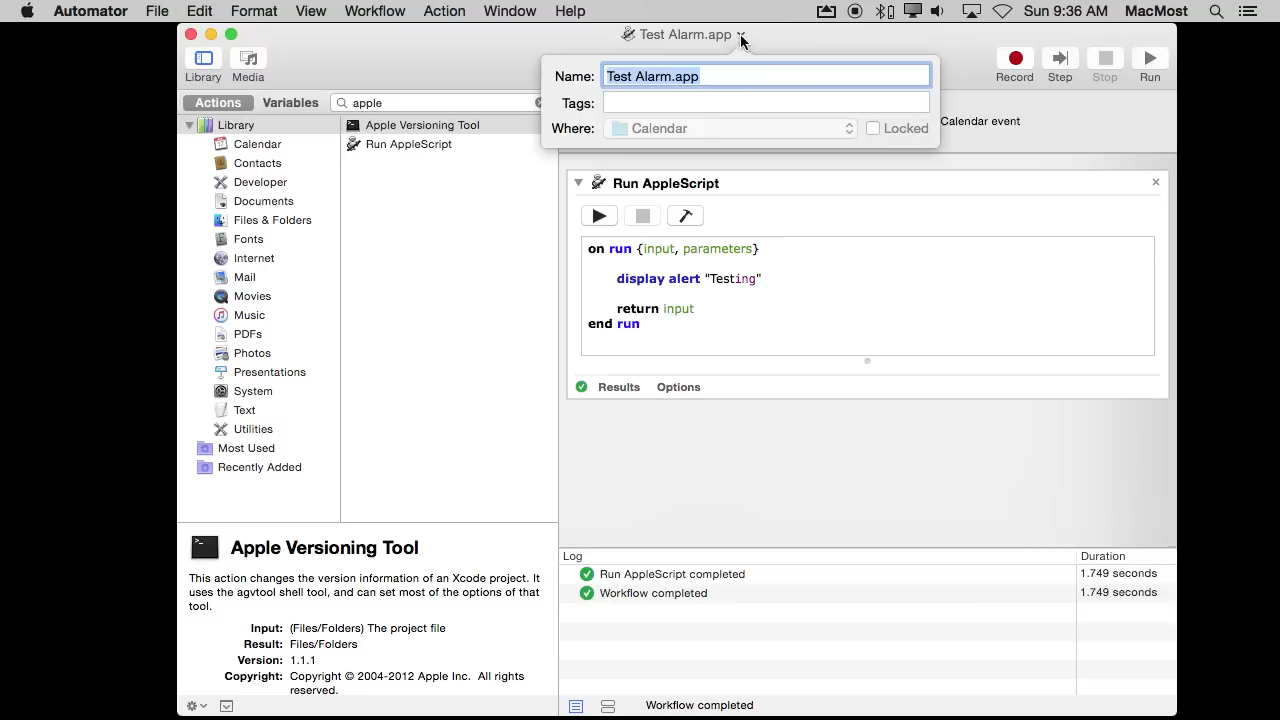 Automator File Edit Format View Workflow Action Window Help Sun 9:36 AM MacMost
Test Alarm.app
Library Media Record Step Stop Run
Name: Test Alarm.app
Tags:
Where: Calendar Locked
Actions Variables apple
Calendar event
Library
Calendar
Contacts
Developer
Documents
Files & Folders
Fonts
Internet
Mail
Movies
Music
PDFs
Photos
Presentations
System
Text
Utilities
Most Used
Recently Added
Apple Versioning Tool
Run AppleScript
Run AppleScript
on run {input, parameters}
display alert "Testing"
return input
end run
Results Options
Apple Versioning Tool
This action changes the version information of an Xcode project. It
uses the agvtool shell tool, and can set most of the options of that
tool.
Input: (Files/Folders) The project file
Result: Files/Folders
Version: 1.1.1
Copyright: Copyright © 2004-2012 Apple Inc. All rights
reserved.
Log Duration
Run AppleScript completed 1.749 seconds
Workflow completed 1.749 seconds
Workflow completed